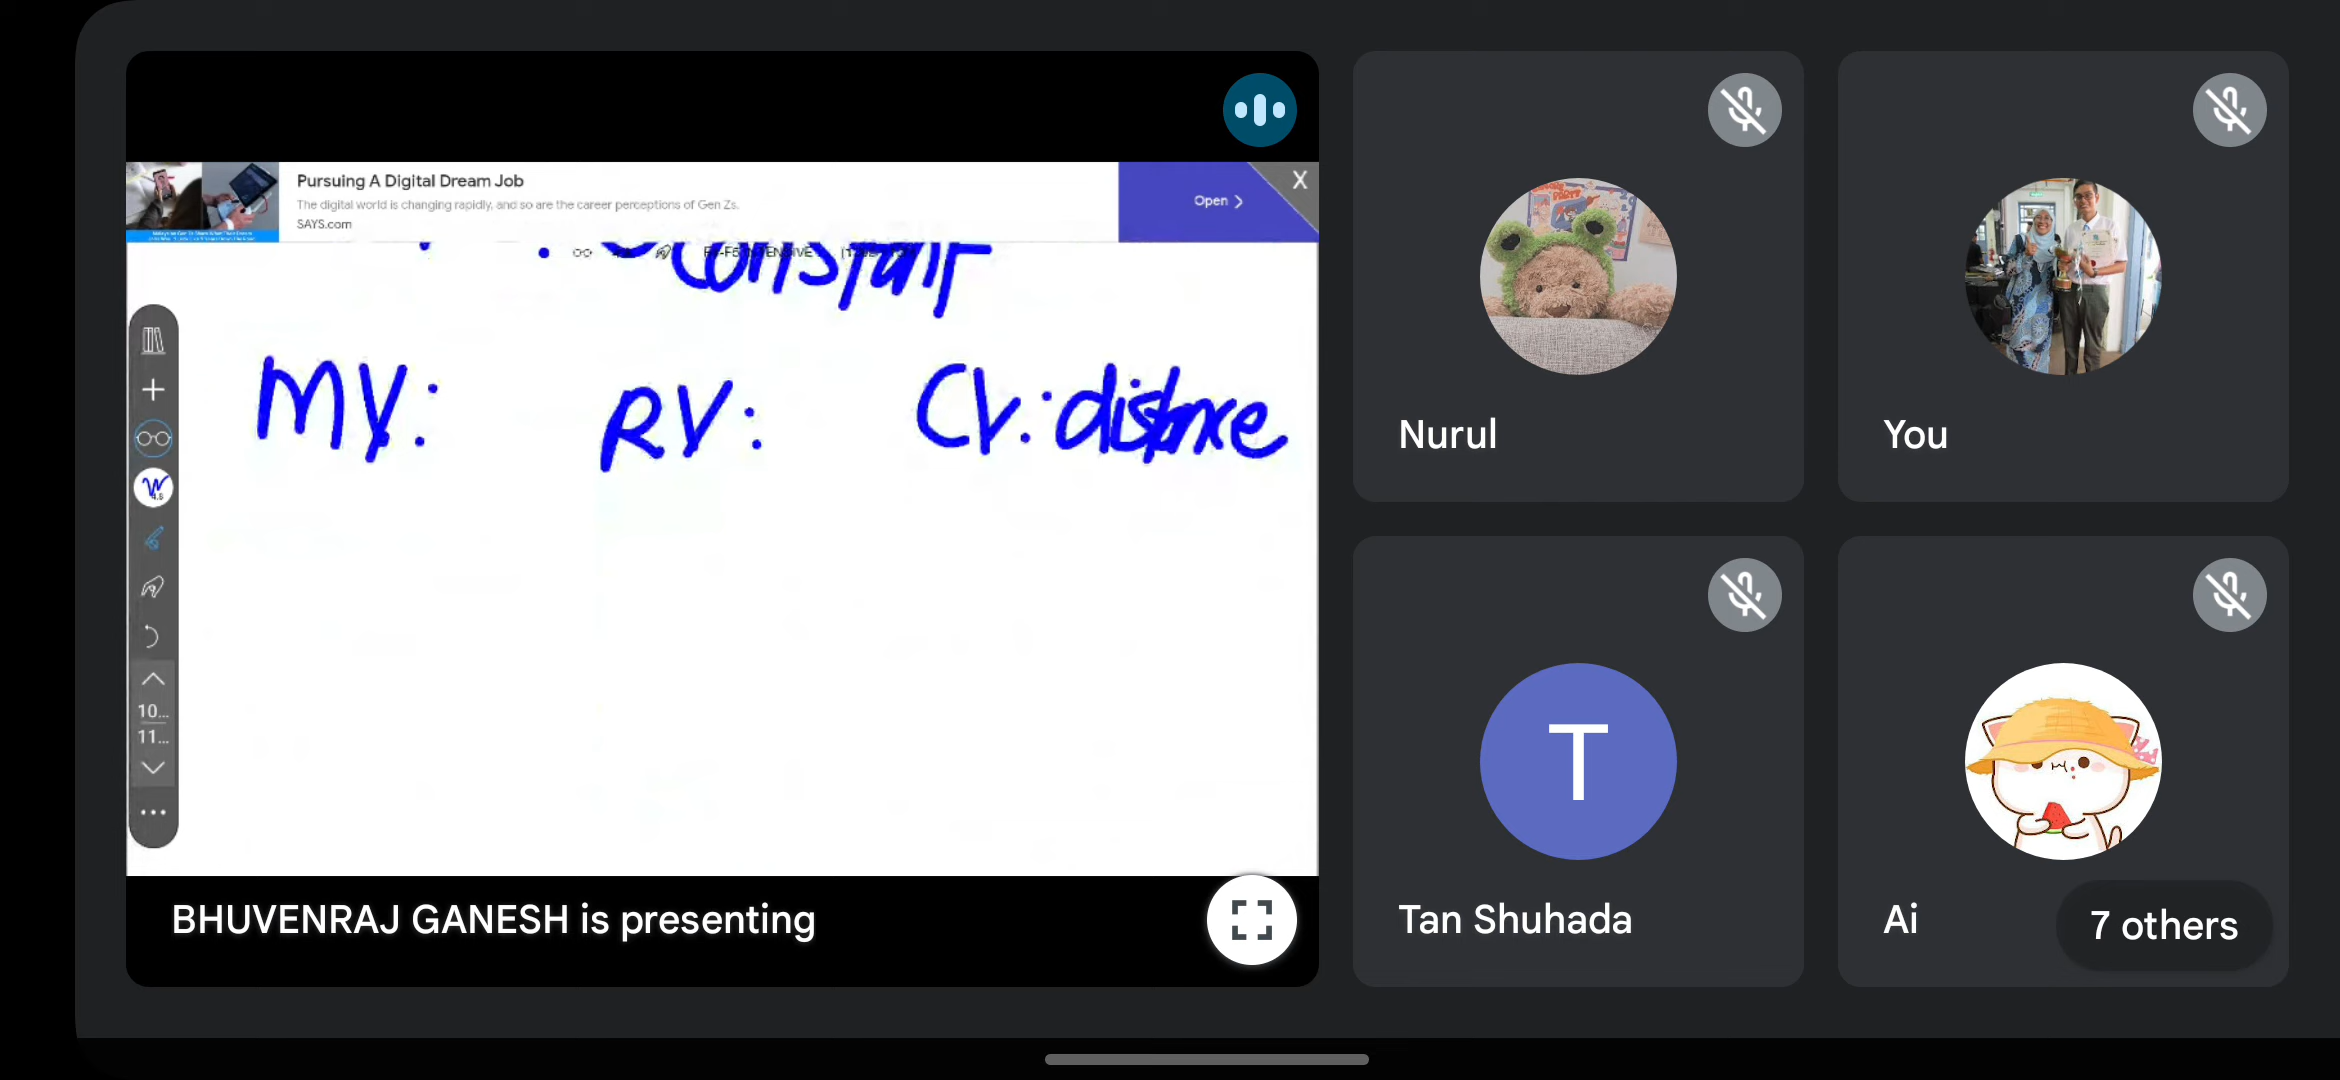 Pursuing A Digital Dream Job
The digital world is changing rapidly, and so are the career perceptions of Gen Zs.
SAYS.com
Open
X
Constant
MV:
RV:
CV: distance
W
4.8
10...
11...
BHUVENRAJ GANESH is presenting
Nurul
You
T
Tan Shuhada
Ai
7 others